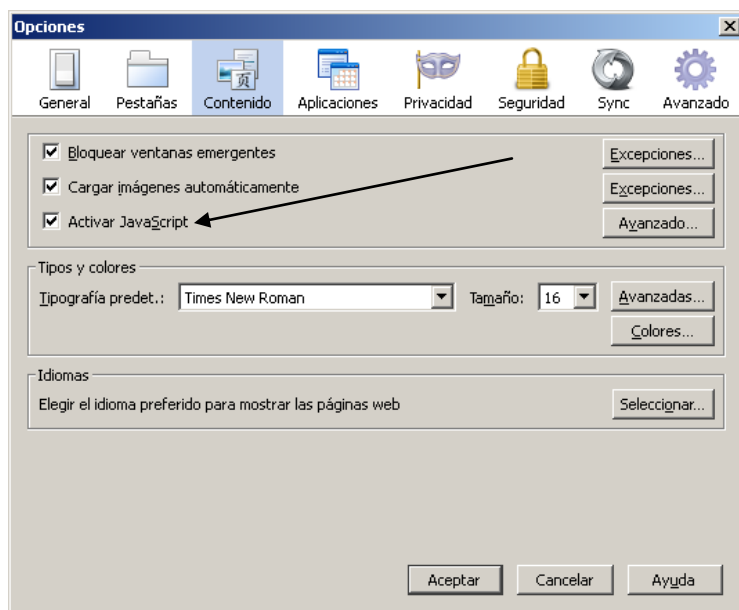 Opciones
General Pestañas Contenido Aplicaciones Privacidad Seguridad Sync Avanzado
Bloquear ventanas emergentes Excepciones...
Cargar imágenes automáticamente Excepciones...
Activar JavaScript Avanzado...
Tipos y colores
Tipografía predet.: Times New Roman Tamaño: 16 Avanzadas...
Colores...
Idiomas
Elegir el idioma preferido para mostrar las páginas web Seleccionar...
Aceptar Cancelar Ayuda